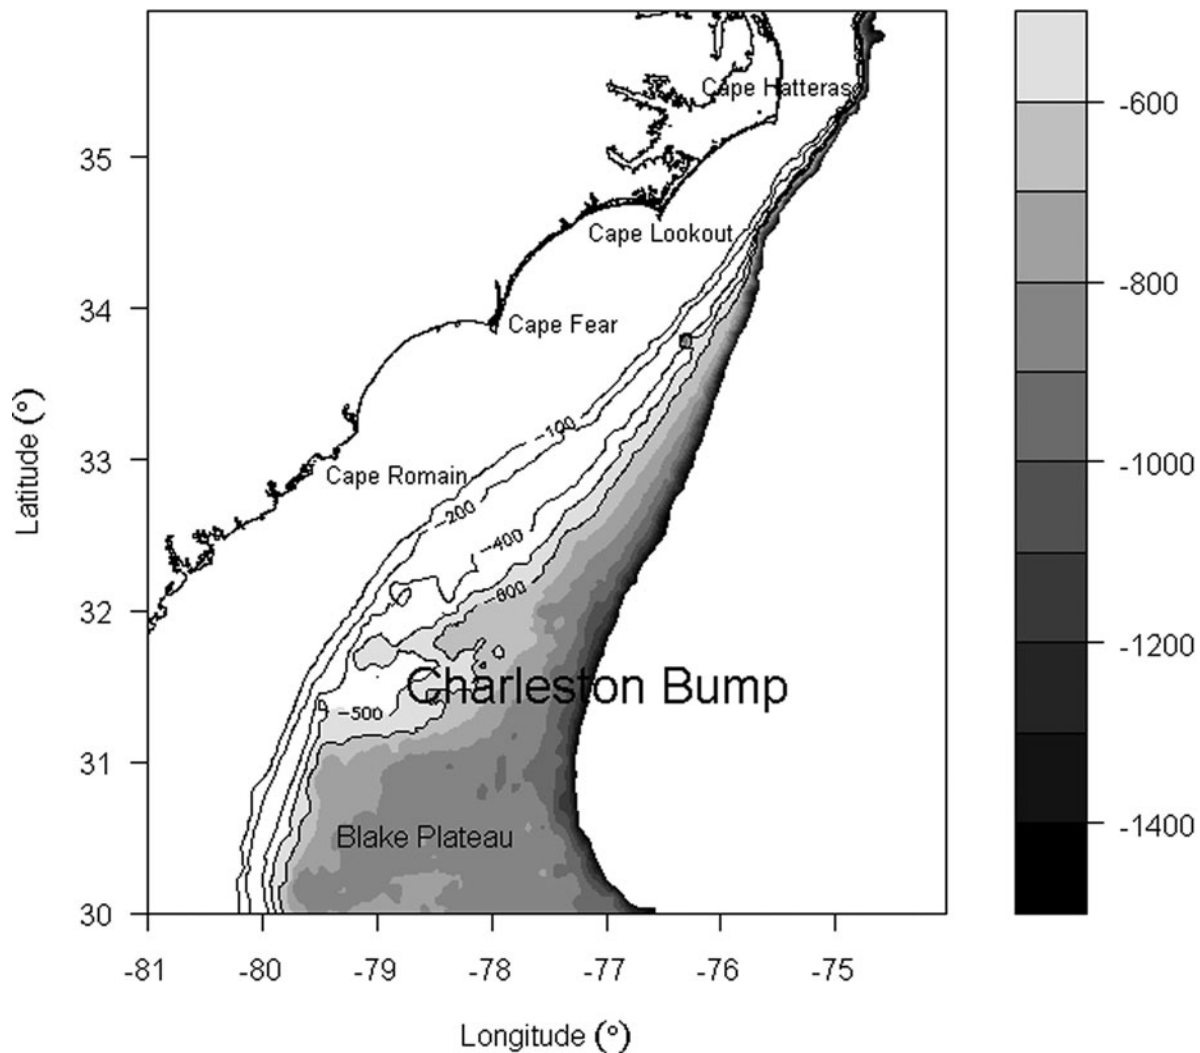 Cape Hatteras
-600
35
Cape Lookout
-800
34
Cape Fear
Latitude (°)
-100
33
-1000
Cape Romain
-200
-400
-600
32
-1200
Charleston Bump
-500
31
Blake Plateau
-1400
30
-81 -80 -79 -78 -77 -76 -75
Longitude (°)